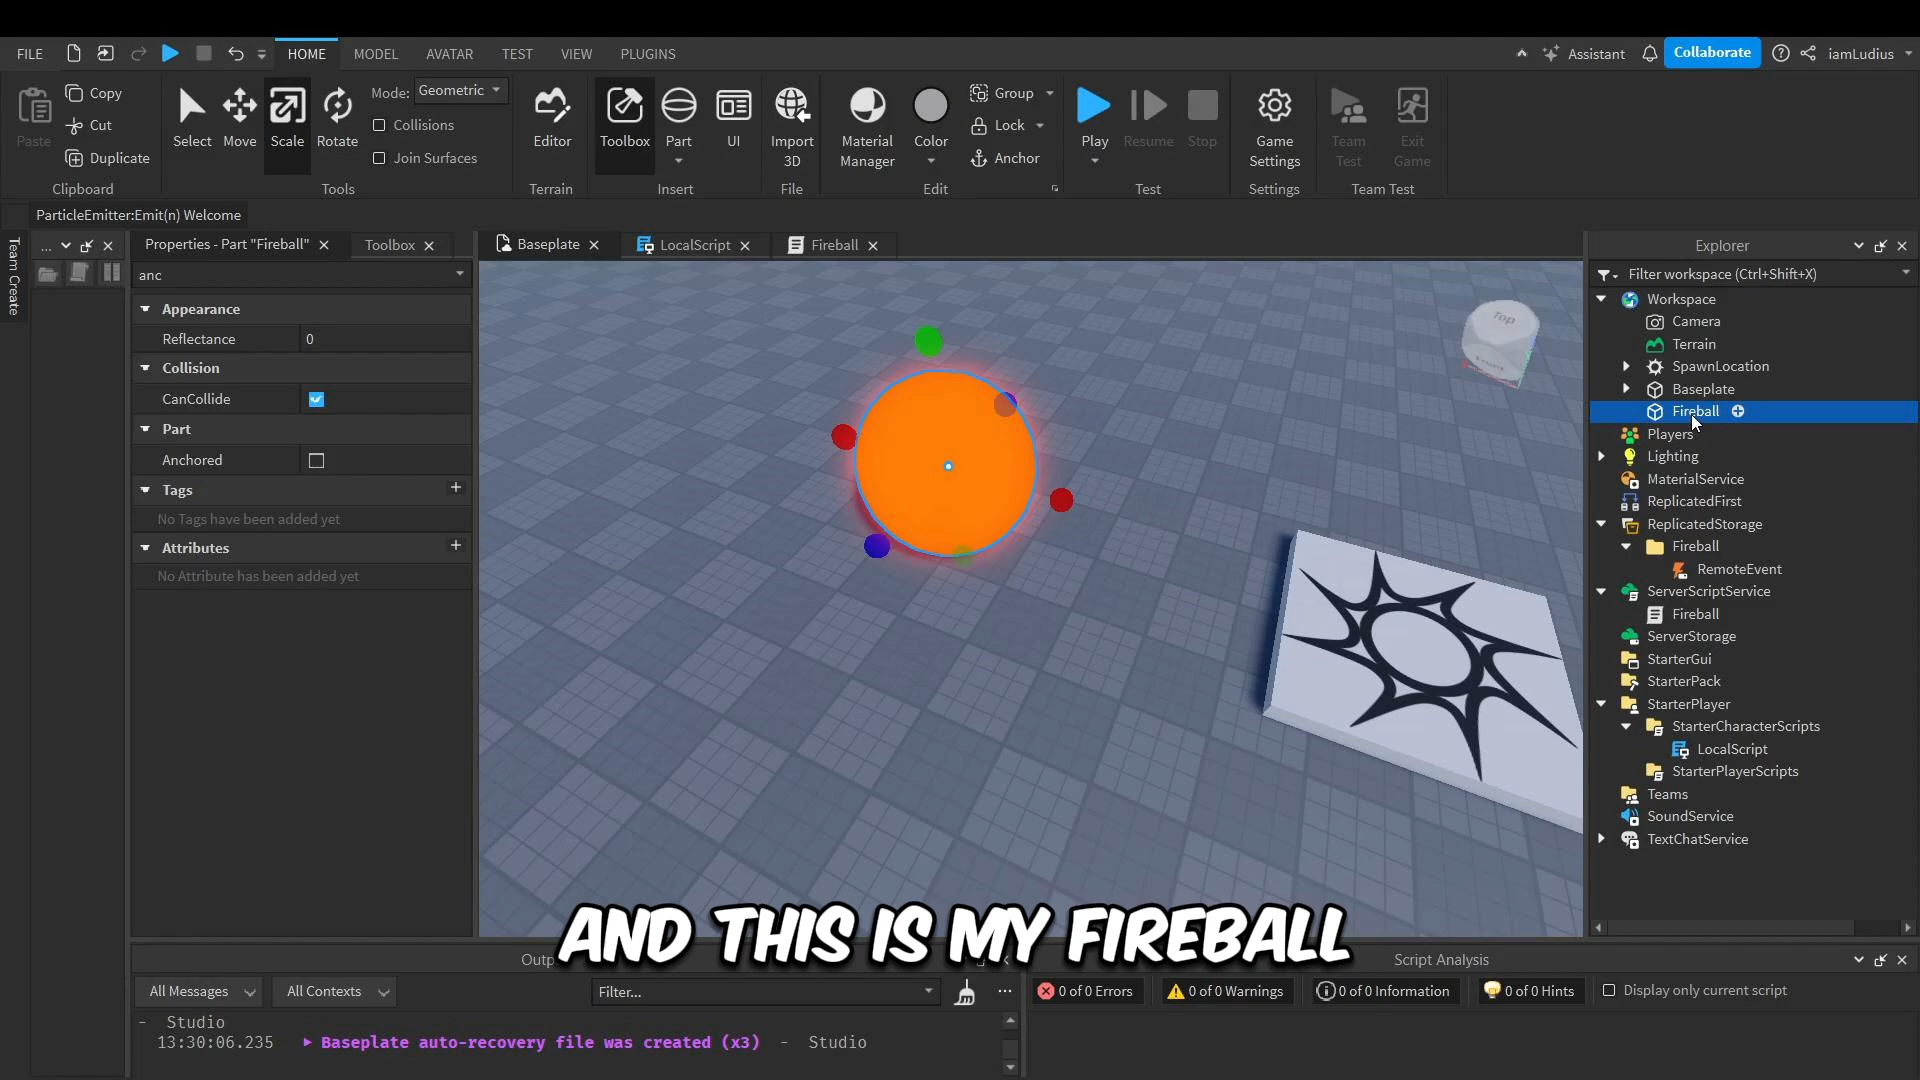 FILE HOME MODEL AVATAR TEST VIEW PLUGINS Assistant Collaborate iamLudius
Paste Copy Cut Duplicate Clipboard
Select Move Scale Rotate Mode: Geometric Collisions Join Surfaces Tools
Editor Terrain
Toolbox Part UI Insert
Import 3D File
Material Manager Color Group Lock Anchor Edit
Play Resume Stop Test
Game Settings Settings
Team Test Exit Game Team Test
ParticleEmitter:Emit(n) Welcome
Team Create
...
Properties - Part "Fireball" Toolbox
anc
Appearance
Reflectance 0
Collision
CanCollide
Part
Anchored
Tags
No Tags have been added yet
Attributes
No Attribute has been added yet
Baseplate LocalScript Fireball
Top
Explorer
Filter workspace (Ctrl+Shift+X)
Workspace
Camera
Terrain
SpawnLocation
Baseplate
Fireball
Players
Lighting
MaterialService
ReplicatedFirst
ReplicatedStorage
Fireball
RemoteEvent
ServerScriptService
Fireball
ServerStorage
StarterGui
StarterPack
StarterPlayer
StarterCharacterScripts
LocalScript
StarterPlayerScripts
Teams
SoundService
TextChatService
AND THIS IS MY FIREBALL
All Messages All Contexts Filter... ...
- Studio
13:30:06.235 Baseplate auto-recovery file was created (x3) - Studio
Script Analysis
0 of 0 Errors 0 of 0 Warnings 0 of 0 Information 0 of 0 Hints Display only current script